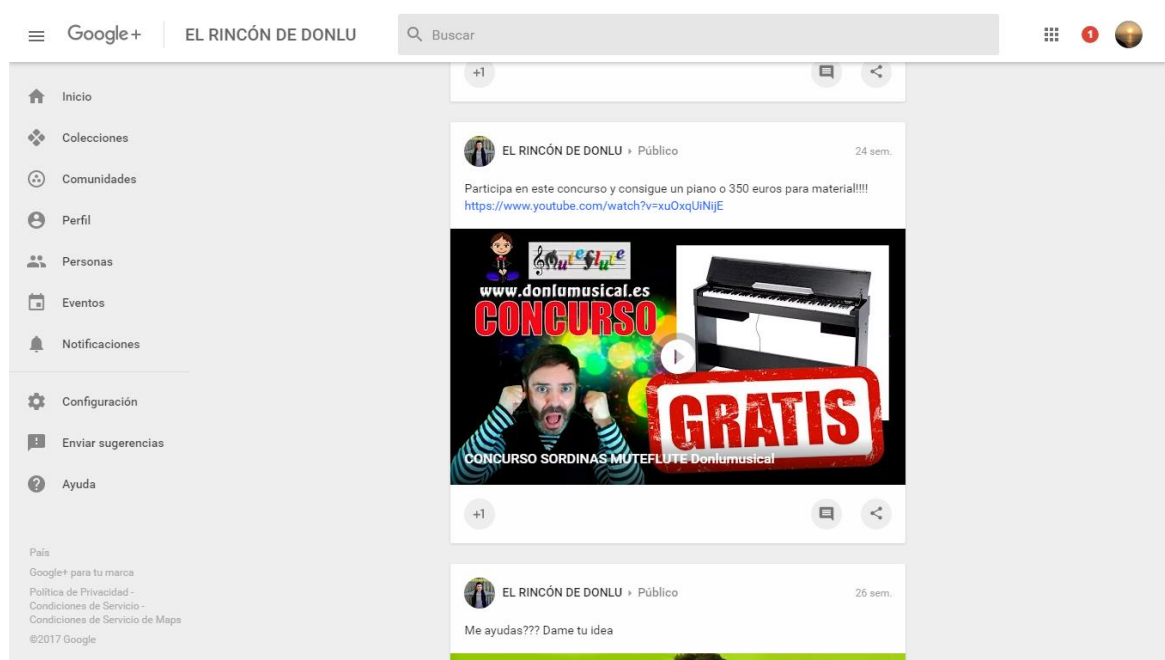 Google+
EL RINCÓN DE DONLU
Buscar
1
Inicio
Colecciones
Comunidades
Perfil
Personas
Eventos
Notificaciones
Configuración
Enviar sugerencias
Ayuda
País
Google+ para tu marca
Política de Privacidad -
Condiciones de Servicio -
Condiciones de Servicio de Maps
©2017 Google
+1
EL RINCÓN DE DONLU Público
24 sem.
Participa en este concurso y consigue un piano o 350 euros para material!!!!
https://www.youtube.com/watch?v=xuOxqUiNijE
Muteflute
www.donlumusical.es
CONCURSO
GRATIS
CONCURSO SORDINAS MUTEFLUTE Donlumusical
+1
EL RINCÓN DE DONLU Público
26 sem.
Me ayudas??? Dame tu idea